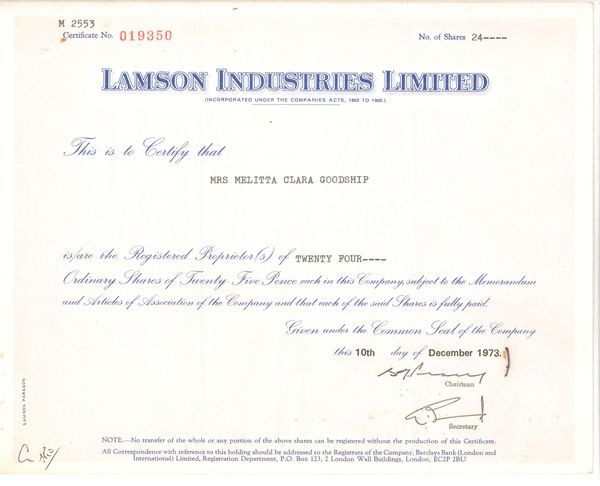 M 2553
Certificate No. 019350
No. of Shares 24----
LAMSON INDUSTRIES LIMITED
(INCORPORATED UNDER THE COMPANIES ACTS, 1862 TO 1900.)
This is to Certify that
MRS MELITTA CLARA GOODSHIP
is/are the Registered Proprietor(s) of TWENTY FOUR----
Ordinary Shares of Twenty-Five Pence each in this Company, subject to the Memorandum
and Articles of Association of the Company and that each of the said Shares is fully paid.
Given under the Common Seal of the Company
this 10th day of December 1973.
Chairman
Secretary
LAMSON PARAGON
NOTE.—No transfer of the whole or any portion of the above shares can be registered without the production of this Certificate.
All Correspondence with reference to this holding should be addressed to the Registrars of the Company, Barclays Bank (London and
International) Limited, Registration Department, P.O. Box 123, 2 London Wall Buildings, London, EC2P 2BU